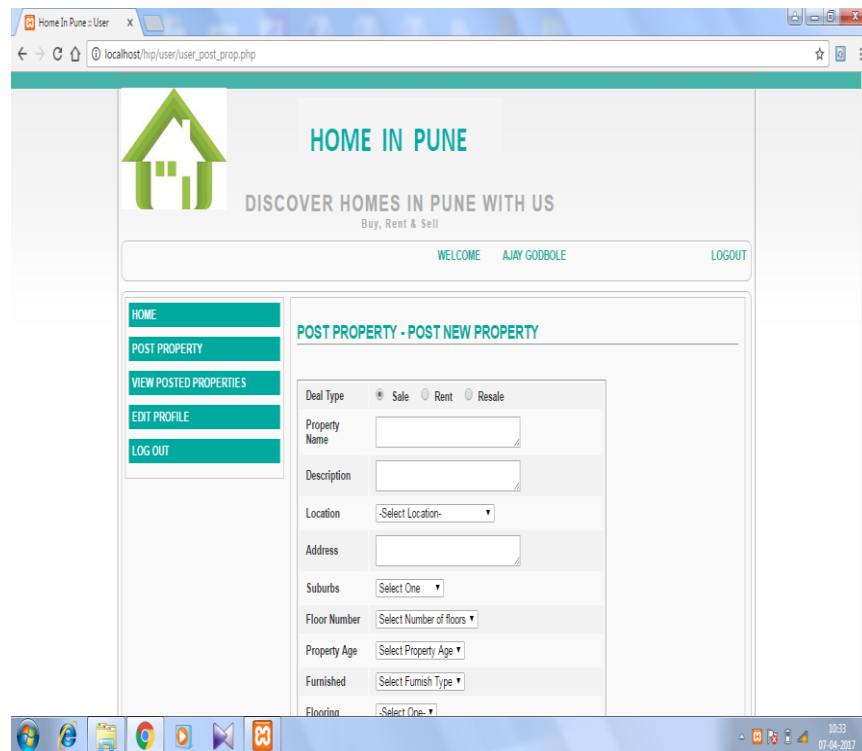 Home In Pune :: User
localhost/hip/user/user_post_prop.php
HOME IN PUNE
DISCOVER HOMES IN PUNE WITH US
Buy, Rent & Sell
WELCOME AJAY GODBOLE LOGOUT
HOME
POST PROPERTY
VIEW POSTED PROPERTIES
EDIT PROFILE
LOG OUT
POST PROPERTY - POST NEW PROPERTY
Deal Type Sale Rent Resale
Property
Name
Description
Location -Select Location-
Address
Suburbs Select One
Floor Number Select Number of floors
Property Age Select Property Age
Furnished Select Furnish Type
Flooring -Select One-
10:33
07-04-2017